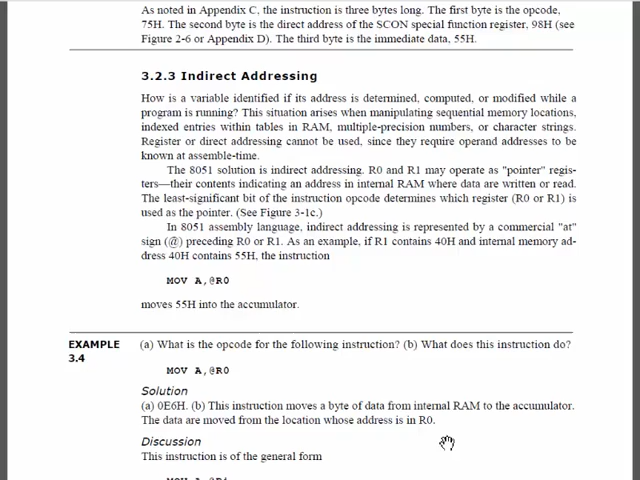 As noted in Appendix C, the instruction is three bytes long. The first byte is the opcode,
75H. The second byte is the direct address of the SCON special function register, 98H (see
Figure 2-6 or Appendix D). The third byte is the immediate data, 55H.
3.2.3 Indirect Addressing
How is a variable identified if its address is determined, computed, or modified while a
program is running? This situation arises when manipulating sequential memory locations,
indexed entries within tables in RAM, multiple-precision numbers, or character strings.
Register or direct addressing cannot be used, since they require operand addresses to be
known at assemble-time.
The 8051 solution is indirect addressing. R0 and R1 may operate as "pointer" regis-
ters—their contents indicating an address in internal RAM where data are written or read.
The least-significant bit of the instruction opcode determines which register (R0 or R1) is
used as the pointer. (See Figure 3-1c.)
In 8051 assembly language, indirect addressing is represented by a commercial "at"
sign (@) preceding R0 or R1. As an example, if R1 contains 40H and internal memory ad-
dress 40H contains 55H, the instruction
MOV A,@R0
moves 55H into the accumulator.
EXAMPLE (a) What is the opcode for the following instruction? (b) What does this instruction do?
3.4
MOV A,@R0
Solution
(a) 0E6H. (b) This instruction moves a byte of data from internal RAM to the accumulator.
The data are moved from the location whose address is in R0.
Discussion
This instruction is of the general form
MOV A,@Ri